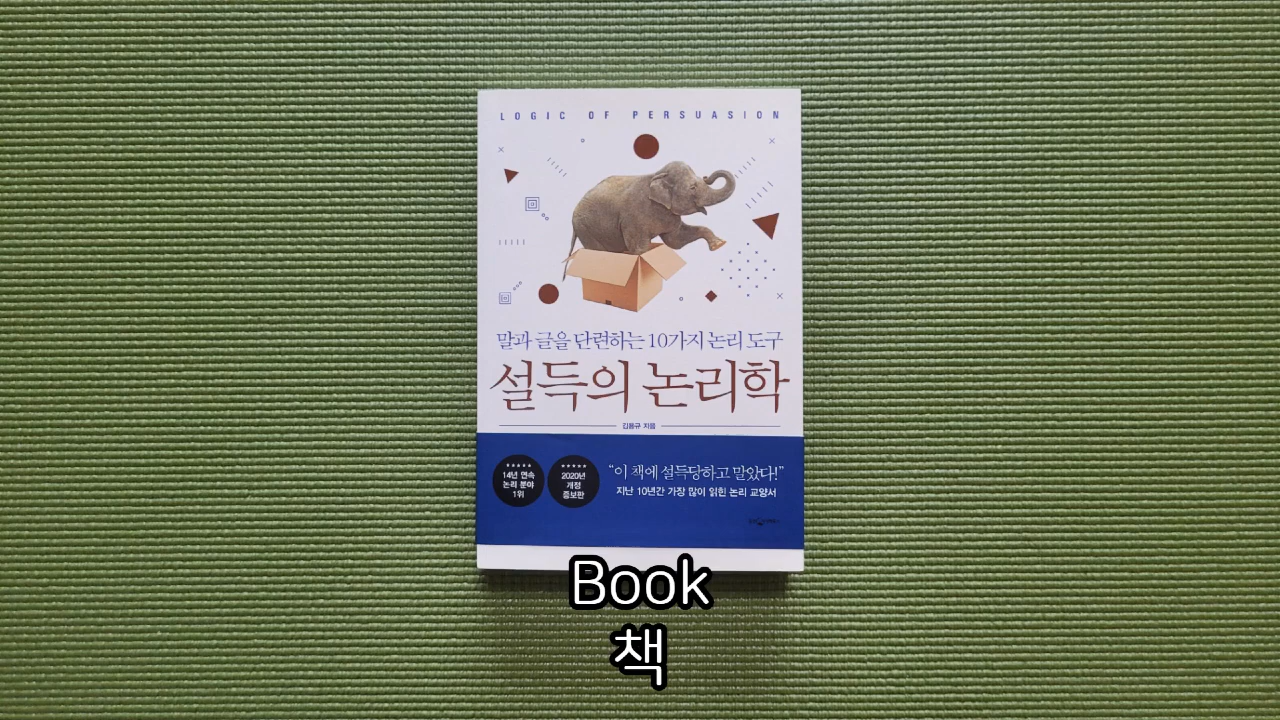 LOGIC OF PERSUASION
말과 글을 단련하는 10가지 논리 도구
설득의 논리학
김용규 지음
★★★★★
14년 연속
논리 분야
1위
★★★★★
2020년
개정
증보판
“이 책에 설득당하고 말았다!”
지난 10년간 가장 많이 읽힌 논리 교양서
Book
책